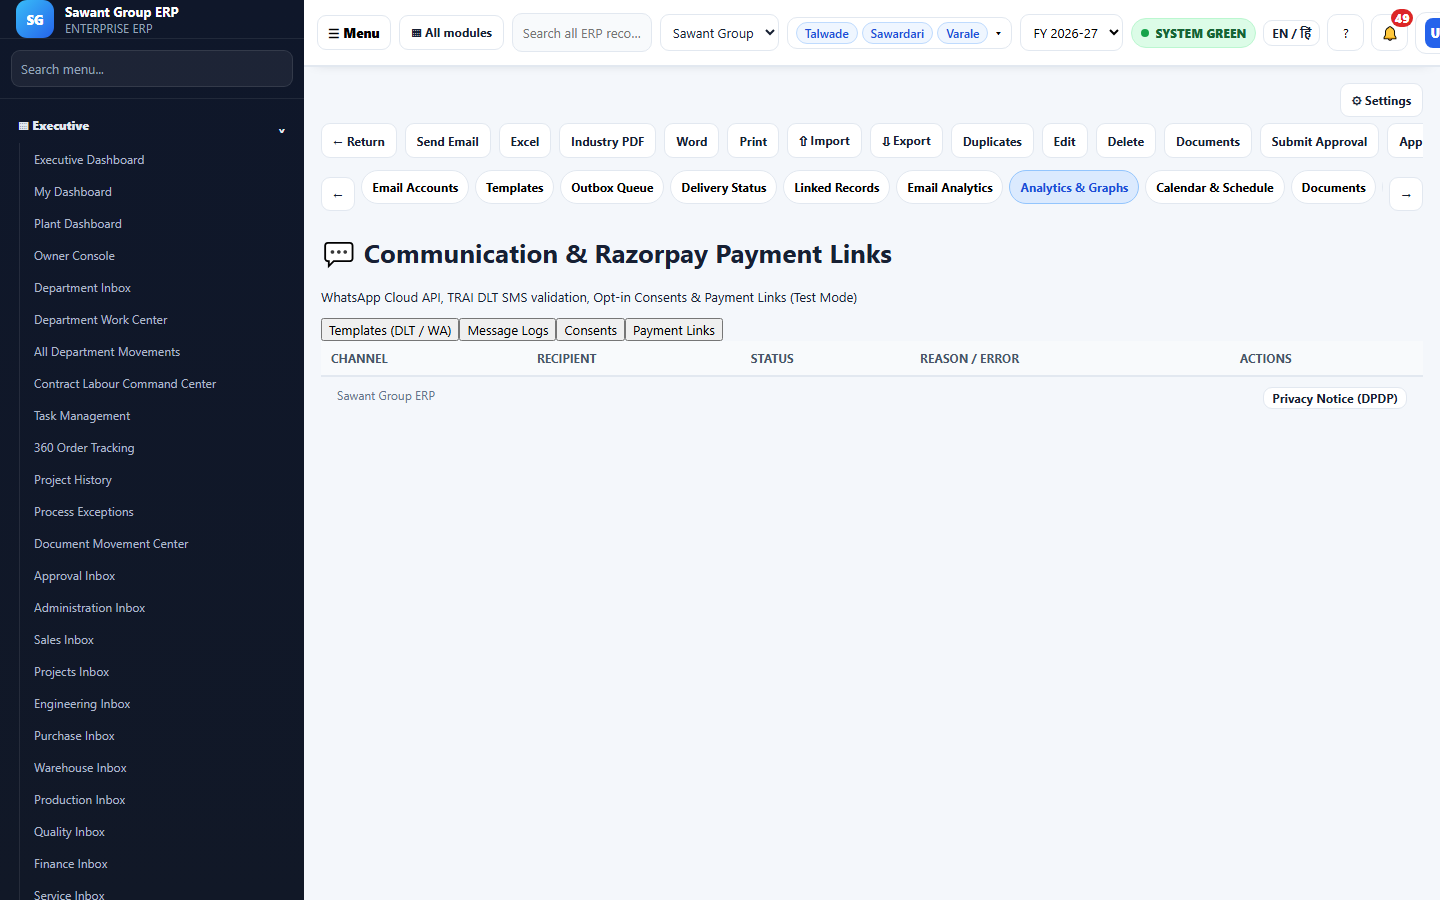 SG
Sawant Group ERP
ENTERPRISE ERP
Search menu...
Executive
Executive Dashboard
My Dashboard
Plant Dashboard
Owner Console
Department Inbox
Department Work Center
All Department Movements
Contract Labour Command Center
Task Management
360 Order Tracking
Project History
Process Exceptions
Document Movement Center
Approval Inbox
Administration Inbox
Sales Inbox
Projects Inbox
Engineering Inbox
Purchase Inbox
Warehouse Inbox
Production Inbox
Quality Inbox
Finance Inbox
Service Inbox
☰ Menu
All modules
Search all ERP reco...
Sawant Group
Talwade Sawardari Varale
FY 2026-27
SYSTEM GREEN
EN / हिं
?
49
U
⚙ Settings
← Return Send Email Excel Industry PDF Word Print ⇧ Import ⇩ Export Duplicates Edit Delete Documents Submit Approval App
← Email Accounts Templates Outbox Queue Delivery Status Linked Records Email Analytics Analytics & Graphs Calendar & Schedule Documents →
Communication & Razorpay Payment Links
WhatsApp Cloud API, TRAI DLT SMS validation, Opt-in Consents & Payment Links (Test Mode)
Templates (DLT / WA) Message Logs Consents Payment Links
CHANNEL RECIPIENT STATUS REASON / ERROR ACTIONS
Sawant Group ERP Privacy Notice (DPDP)